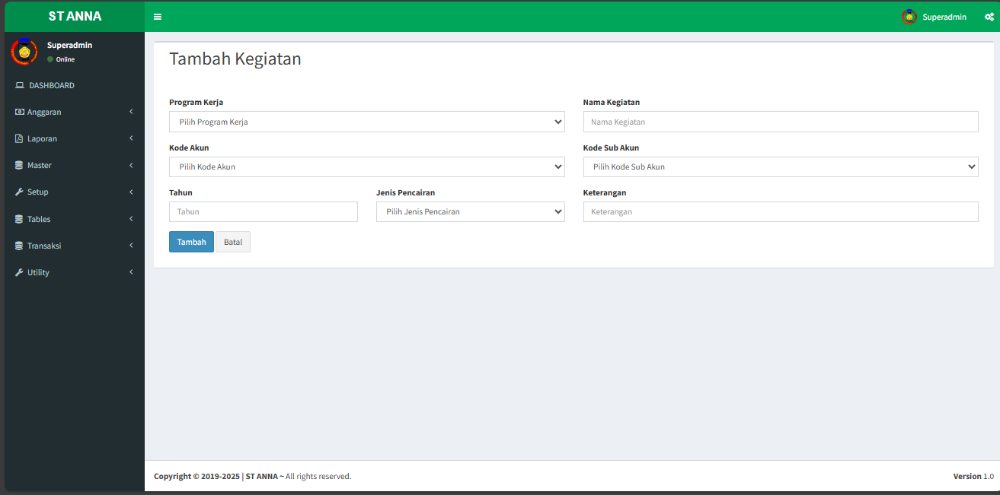 ST ANNA
Superadmin
Superadmin
Online
DASHBOARD
Anggaran
Laporan
Master
Setup
Tables
Transaksi
Utility
Tambah Kegiatan
Program Kerja
Pilih Program Kerja
Nama Kegiatan
Nama Kegiatan
Kode Akun
Pilih Kode Akun
Kode Sub Akun
Pilih Kode Sub Akun
Tahun
Tahun
Jenis Pencairan
Pilih Jenis Pencairan
Keterangan
Keterangan
Tambah
Batal
Copyright © 2019-2025 | ST ANNA ~ All rights reserved.
Version 1.0